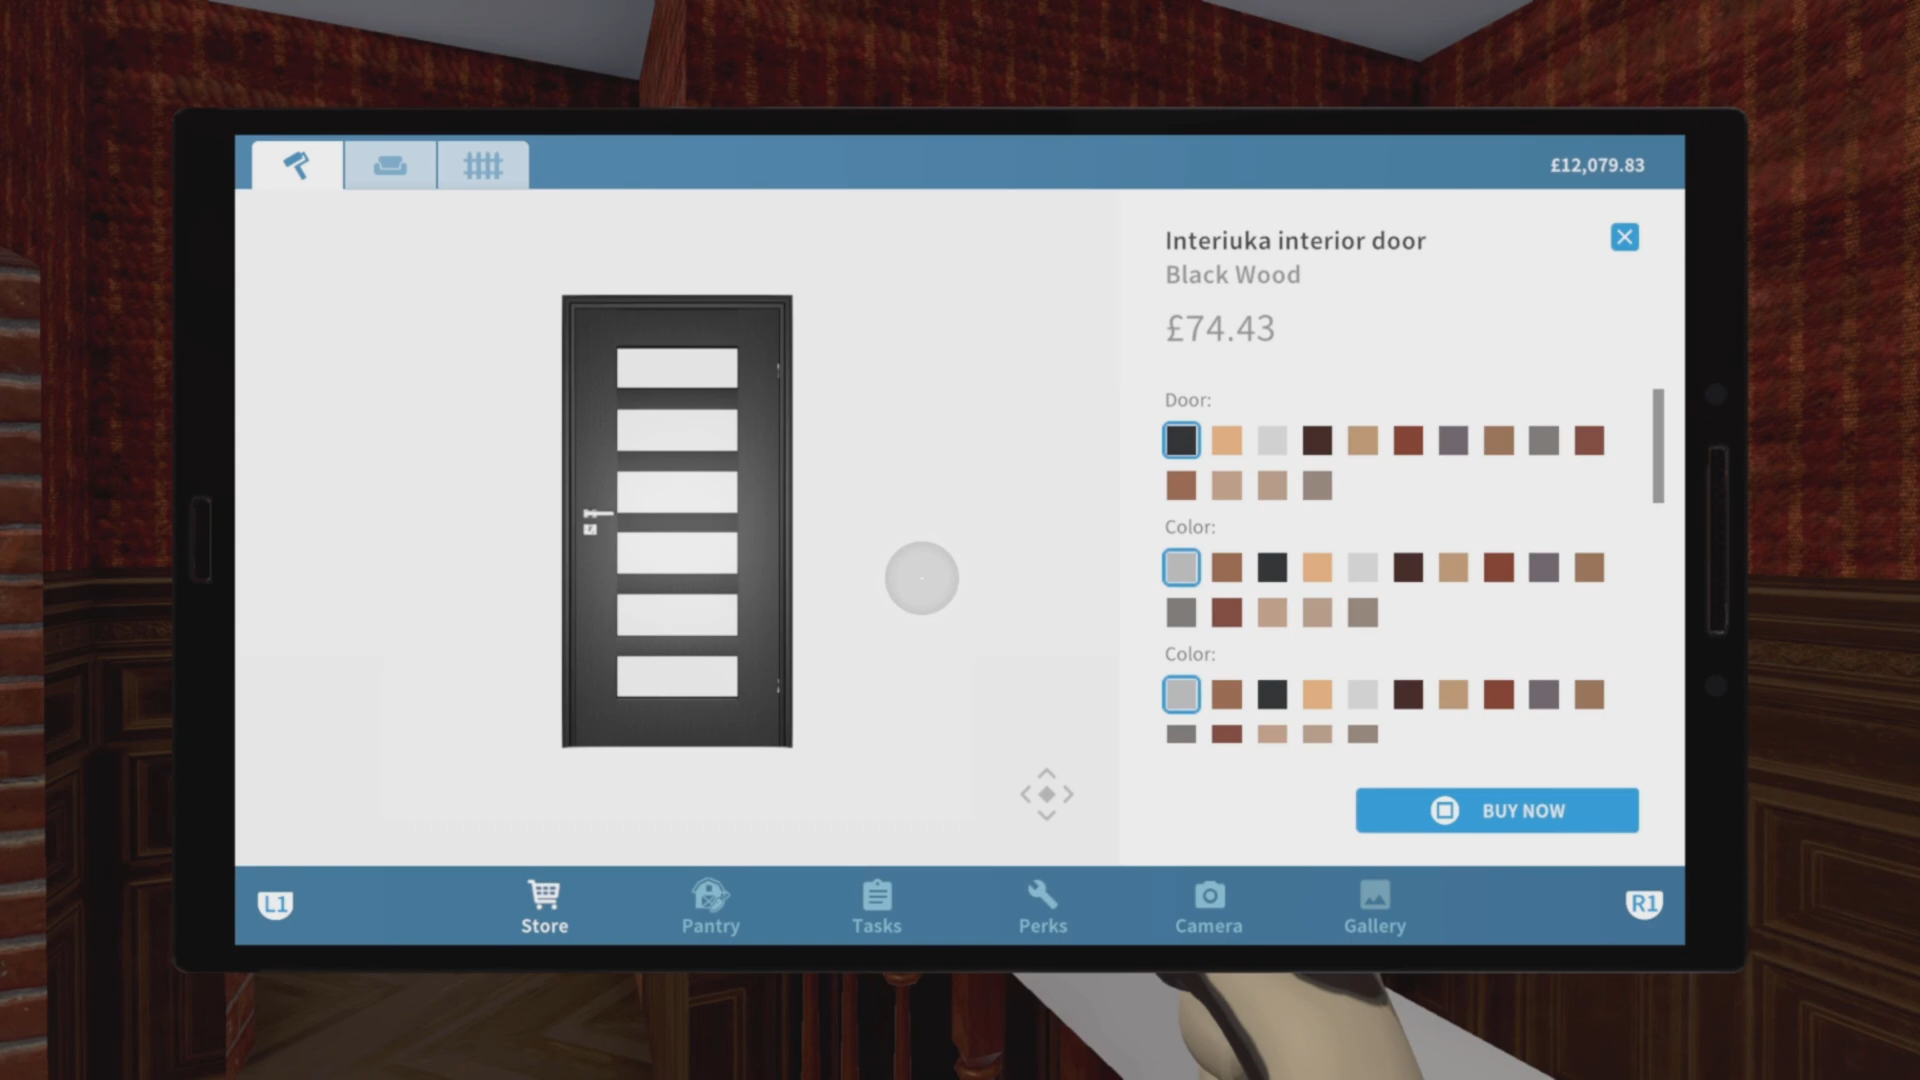 £12,079.83
Interiuka interior door
Black Wood
£74.43
Door:
Color:
Color:
BUY NOW
L1
Store
Pantry
Tasks
Perks
Camera
Gallery
R1